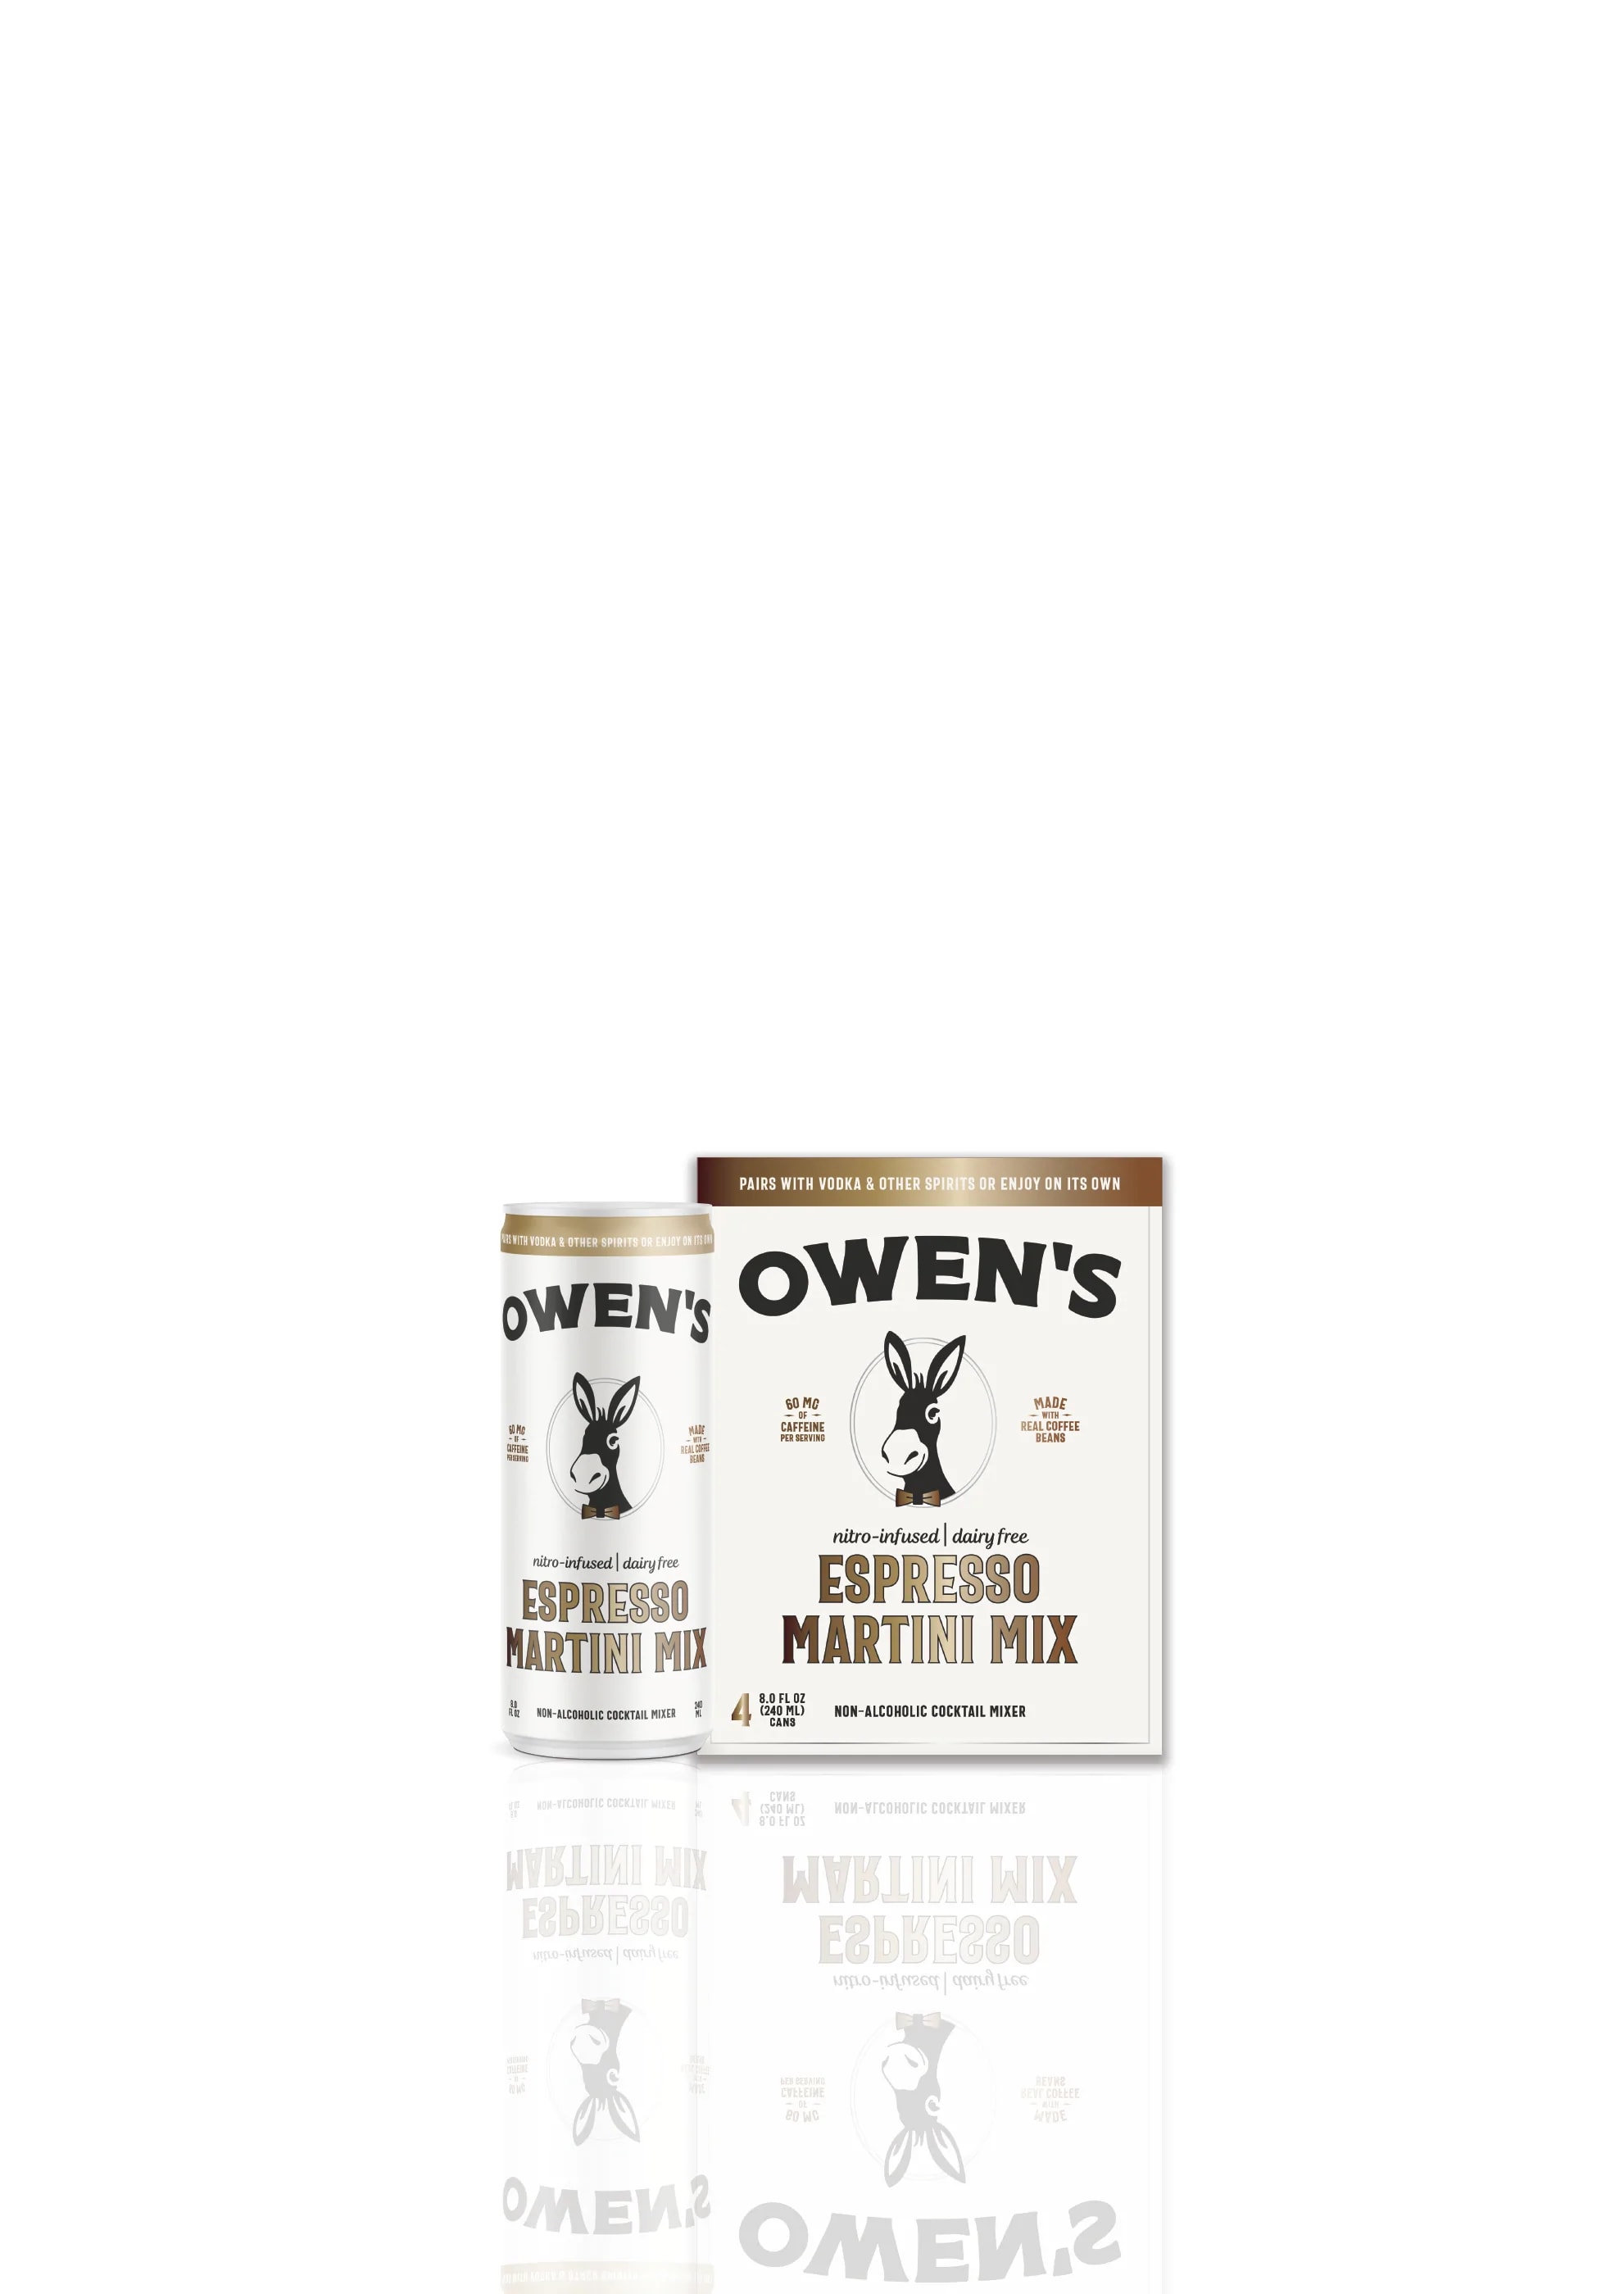 PAIRS WITH VODKA & OTHER SPIRITS OR ENJOY ON ITS OWN
OWEN'S
60 MG
OF
CAFFEINE
PER SERVING
MADE
WITH
REAL COFFEE
BEANS
nitro-infused | dairy free
ESPRESSO
MARTINI MIX
8.0
FL OZ
NON-ALCOHOLIC COCKTAIL MIXER
240
ML
PAIRS WITH VODKA & OTHER SPIRITS OR ENJOY ON ITS OWN
OWEN'S
60 MG
OF
CAFFEINE
PER SERVING
MADE
WITH
REAL COFFEE
BEANS
nitro-infused | dairy free
ESPRESSO
MARTINI MIX
4
8.0 FL OZ
(240 ML)
CANS
NON-ALCOHOLIC COCKTAIL MIXER